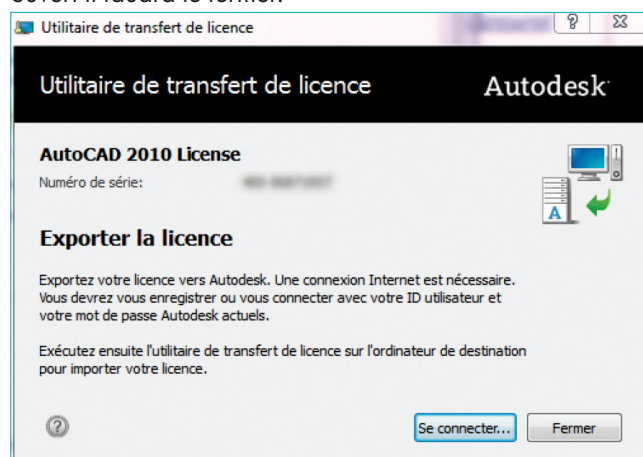 Utilitaire de transfert de licence
Utilitaire de transfert de licence
Autodesk
AutoCAD 2010 License
Numéro de série:
Exporter la licence
Exportez votre licence vers Autodesk. Une connexion Internet est nécessaire.
Vous devrez vous enregistrer ou vous connecter avec votre ID utilisateur et
votre mot de passe Autodesk actuels.
Exécutez ensuite l'utilitaire de transfert de licence sur l'ordinateur de destination
pour importer votre licence.
Se connecter...
Fermer